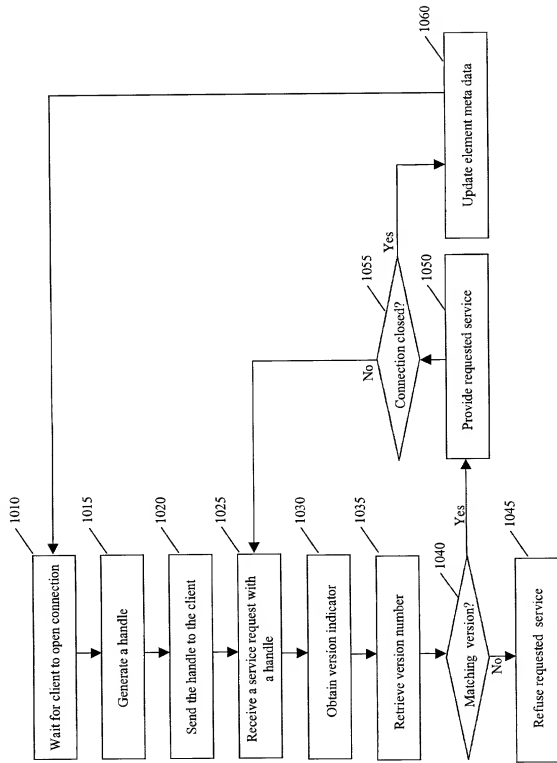 1010
Wait for client to open connection
1015
Generate a handle
1020
Send the handle to the client
1025
Receive a service request with
a handle
1030
Obtain version indicator
1035
Retrieve version number
1040
Matching version?
Yes
No
1045
Refuse requested service
1050
Provide requested service
1055
Connection closed?
No
Yes
1060
Update element meta data